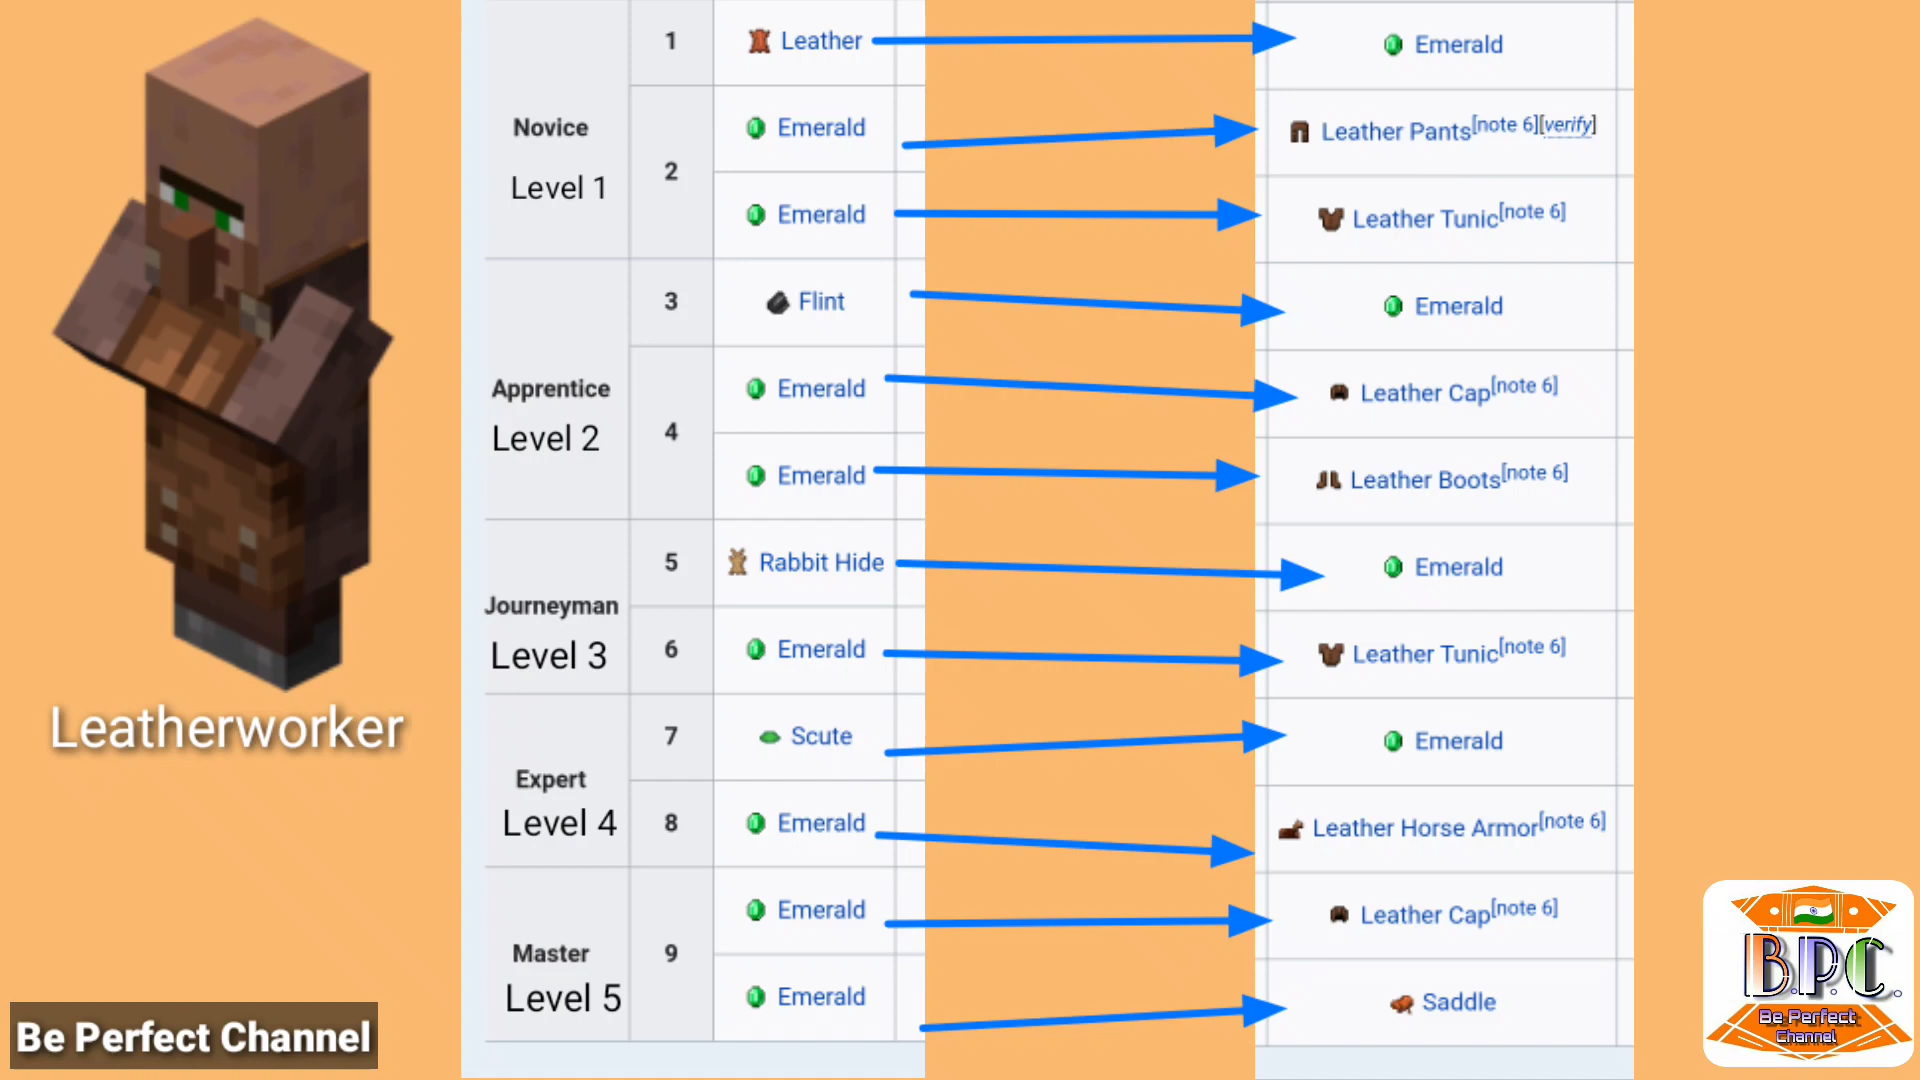 1 Leather Emerald
Novice
Level 1
2
Emerald Leather Pants[note 6][verify]
Emerald Leather Tunic[note 6]
3 Flint Emerald
Apprentice
Level 2
4
Emerald Leather Cap[note 6]
Emerald Leather Boots[note 6]
5 Rabbit Hide Emerald
Journeyman
Level 3
6 Emerald Leather Tunic[note 6]
7 Scute Emerald
Expert
Level 4
8 Emerald Leather Horse Armor[note 6]
Master
Level 5
9
Emerald Leather Cap[note 6]
Emerald Saddle
Leatherworker
Be Perfect Channel
B.P.C.
Be Perfect
Channel